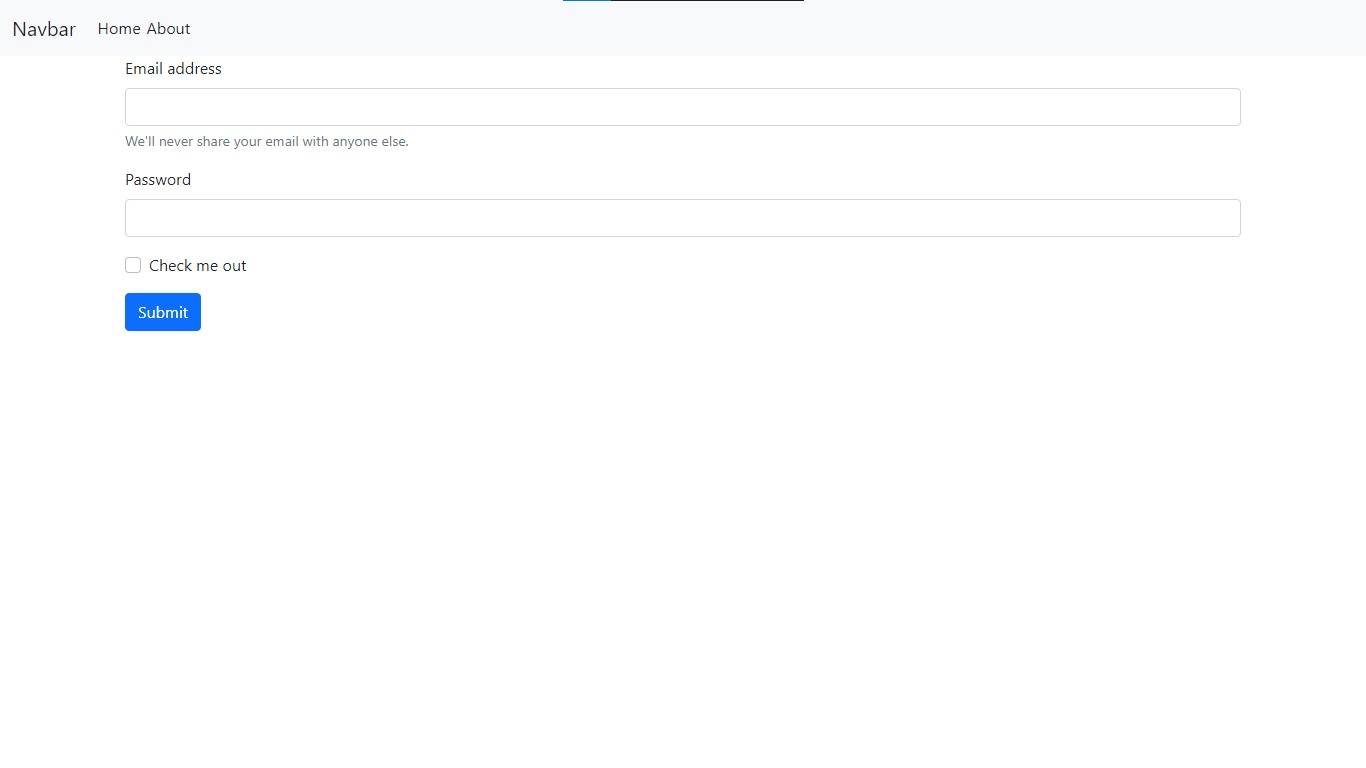 Navbar Home About
Email address
We'll never share your email with anyone else.
Password
Check me out
Submit